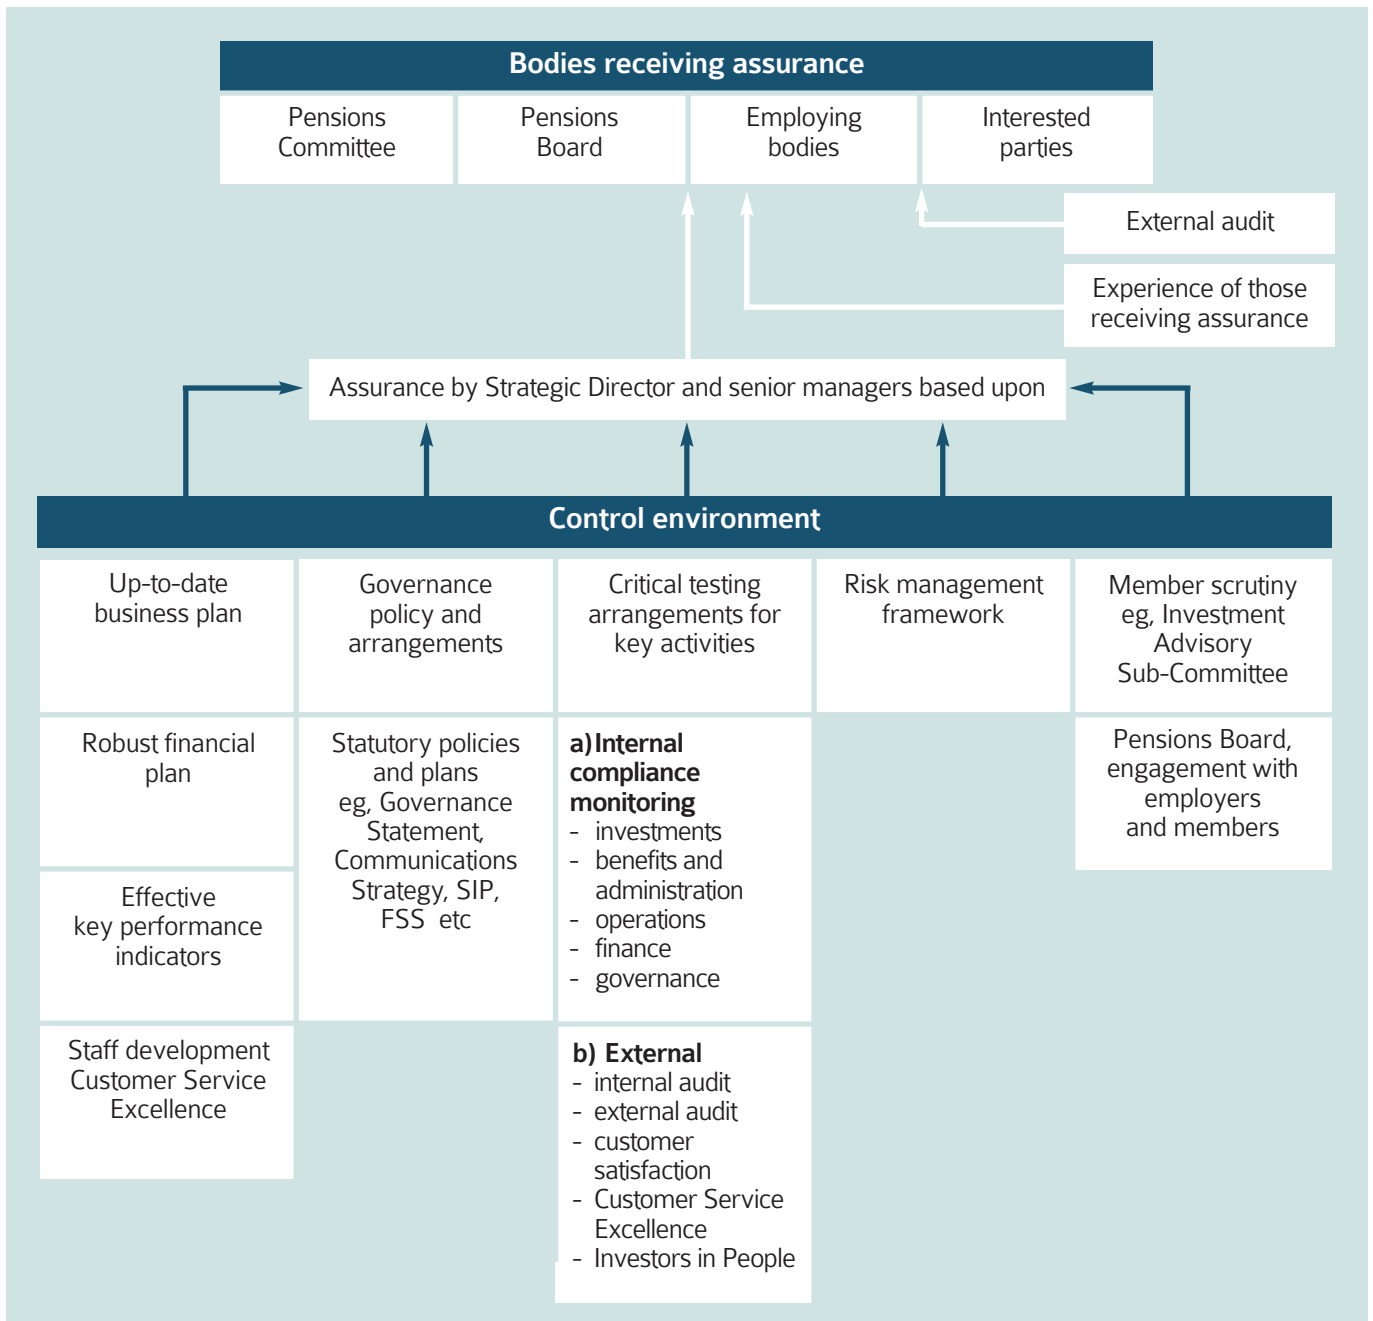 Bodies receiving assurance
Pensions
Committee
Pensions
Board
Employing
bodies
Interested
parties
External audit
Experience of those
receiving assurance
Assurance by Strategic Director and senior managers based upon
Control environment
Up-to-date
business plan
Governance
policy and
arrangements
Critical testing
arrangements for
key activities
Risk management
framework
Member scrutiny
eg, Investment
Advisory
Sub-Committee
Robust financial
plan
Statutory policies
and plans
eg, Governance
Statement,
Communications
Strategy, SIP,
FSS etc
a) Internal
compliance
monitoring
- investments
- benefits and
administration
- operations
- finance
- governance
Pensions Board,
engagement with
employers
and members
Effective
key performance
indicators
Staff development
Customer Service
Excellence
b) External
- internal audit
- external audit
- customer
satisfaction
- Customer Service
Excellence
- Investors in People